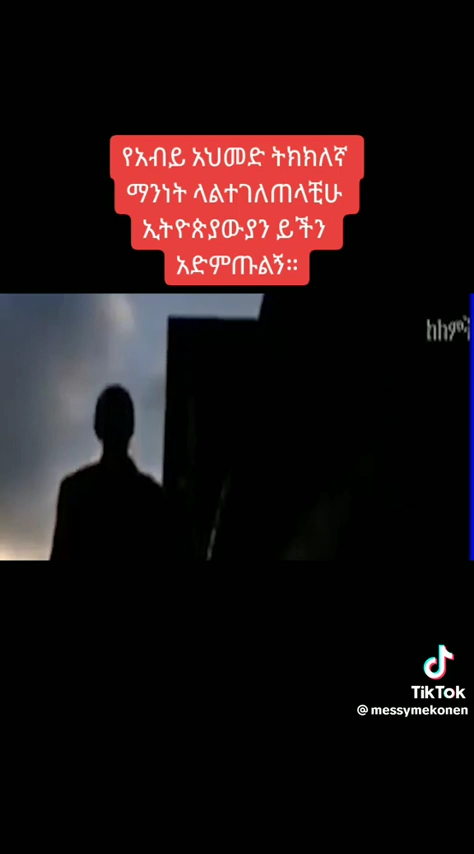 የአብይ አህመድ ትክክለኛ
ማንነት ላልተገለጠላቺሁ
ኢትዮጵያውያን ይችን
አድምጡልኝ።
TikTok
@messymekonen